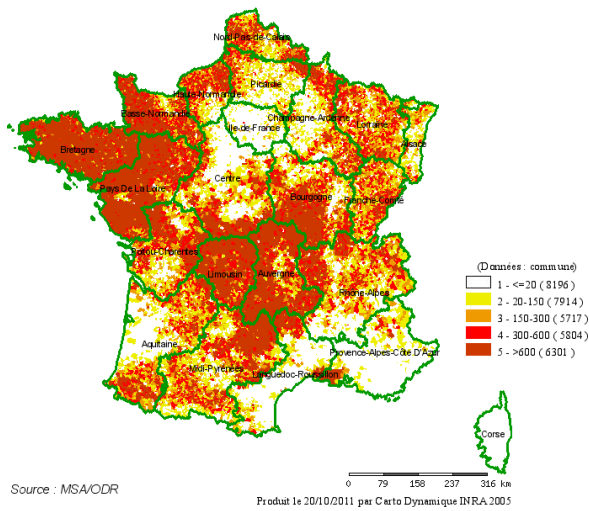 Nord-Pas-de-Calais
Picardie
Haute-Normandie
Basse-Normandie
Île-de-France
Champagne-Ardenne
Lorraine
Alsace
Bretagne
Pays De La Loire
Centre
Bourgogne
Franche-Comté
Poitou-Charentes
Limousin
Auvergne
Rhône-Alpes
Aquitaine
Midi-Pyrénées
Languedoc-Roussillon
Provence-Alpes-Côte D'Azur
Corse
(Données : commune)
1 - <=20 ( 8196 )
2 - 20-150 ( 7914 )
3 - 150-300 ( 5717 )
4 - 300-600 ( 5804 )
5 - >600 ( 6301 )
0 79 158 237 316 km
Source : MSA/ODR
Produit le 20/10/2011 par Carto Dynamique INRA 2005